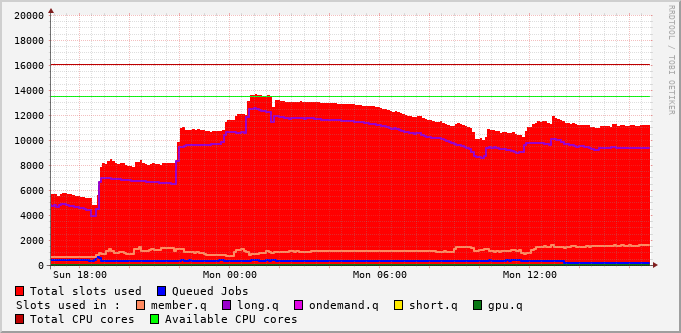 20000
18000
16000
14000
12000
10000
8000
6000
4000
2000
0
Sun 18:00 Mon 00:00 Mon 06:00 Mon 12:00
RRDTOOL / TOBI OETIKER
Total slots used Queued Jobs
Slots used in : member.q long.q ondemand.q short.q gpu.q
Total CPU cores Available CPU cores